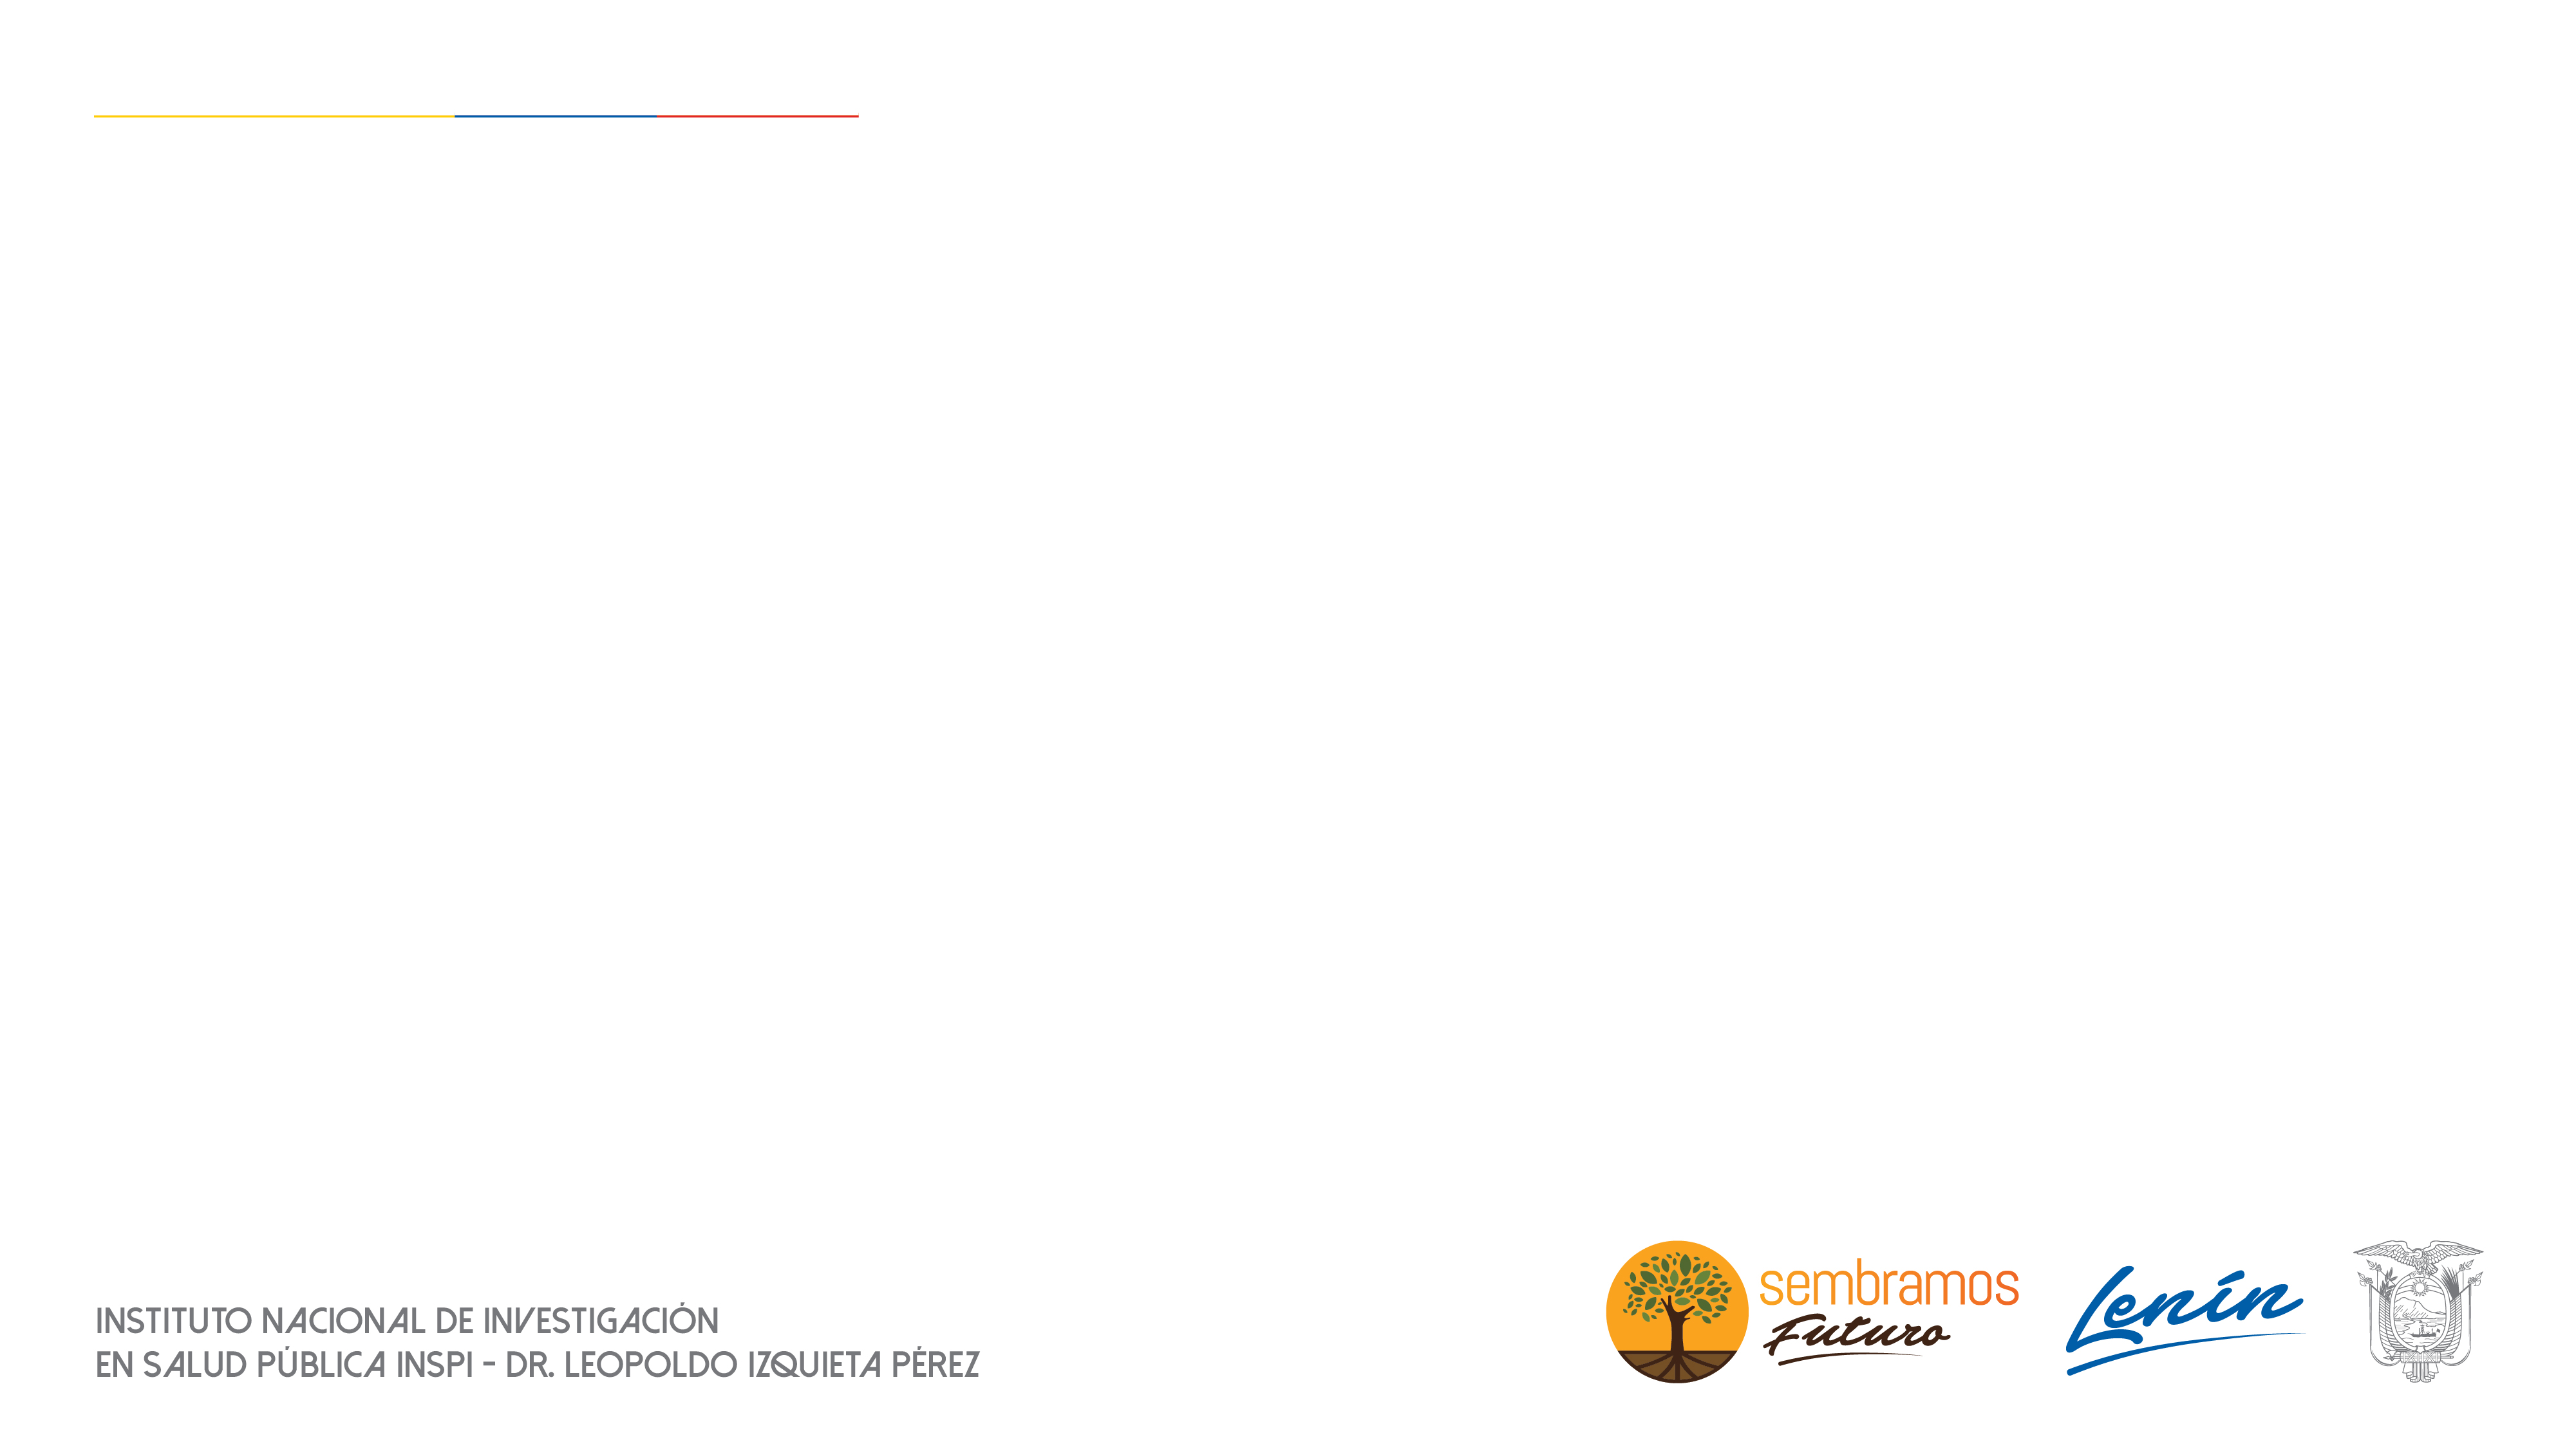 INSTITUTO NACIONAL DE INVESTIGACIÓN
EN SALUD PÚBLICA INSPI - DR. LEOPOLDO IZQUIETA PÉREZ
sembramos
Futuro
Lenín